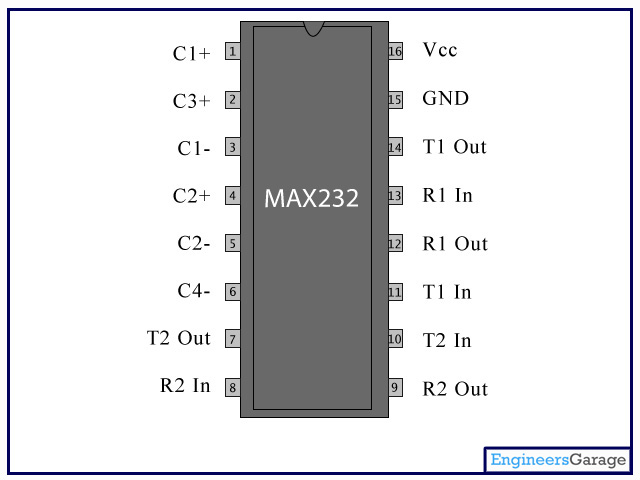 C1+ 1 16 Vcc
C3+ 2 15 GND
C1- 3 14 T1 Out
C2+ 4 MAX232 13 R1 In
C2- 5 12 R1 Out
C4- 6 11 T1 In
T2 Out 7 10 T2 In
R2 In 8 9 R2 Out
EngineersGarage